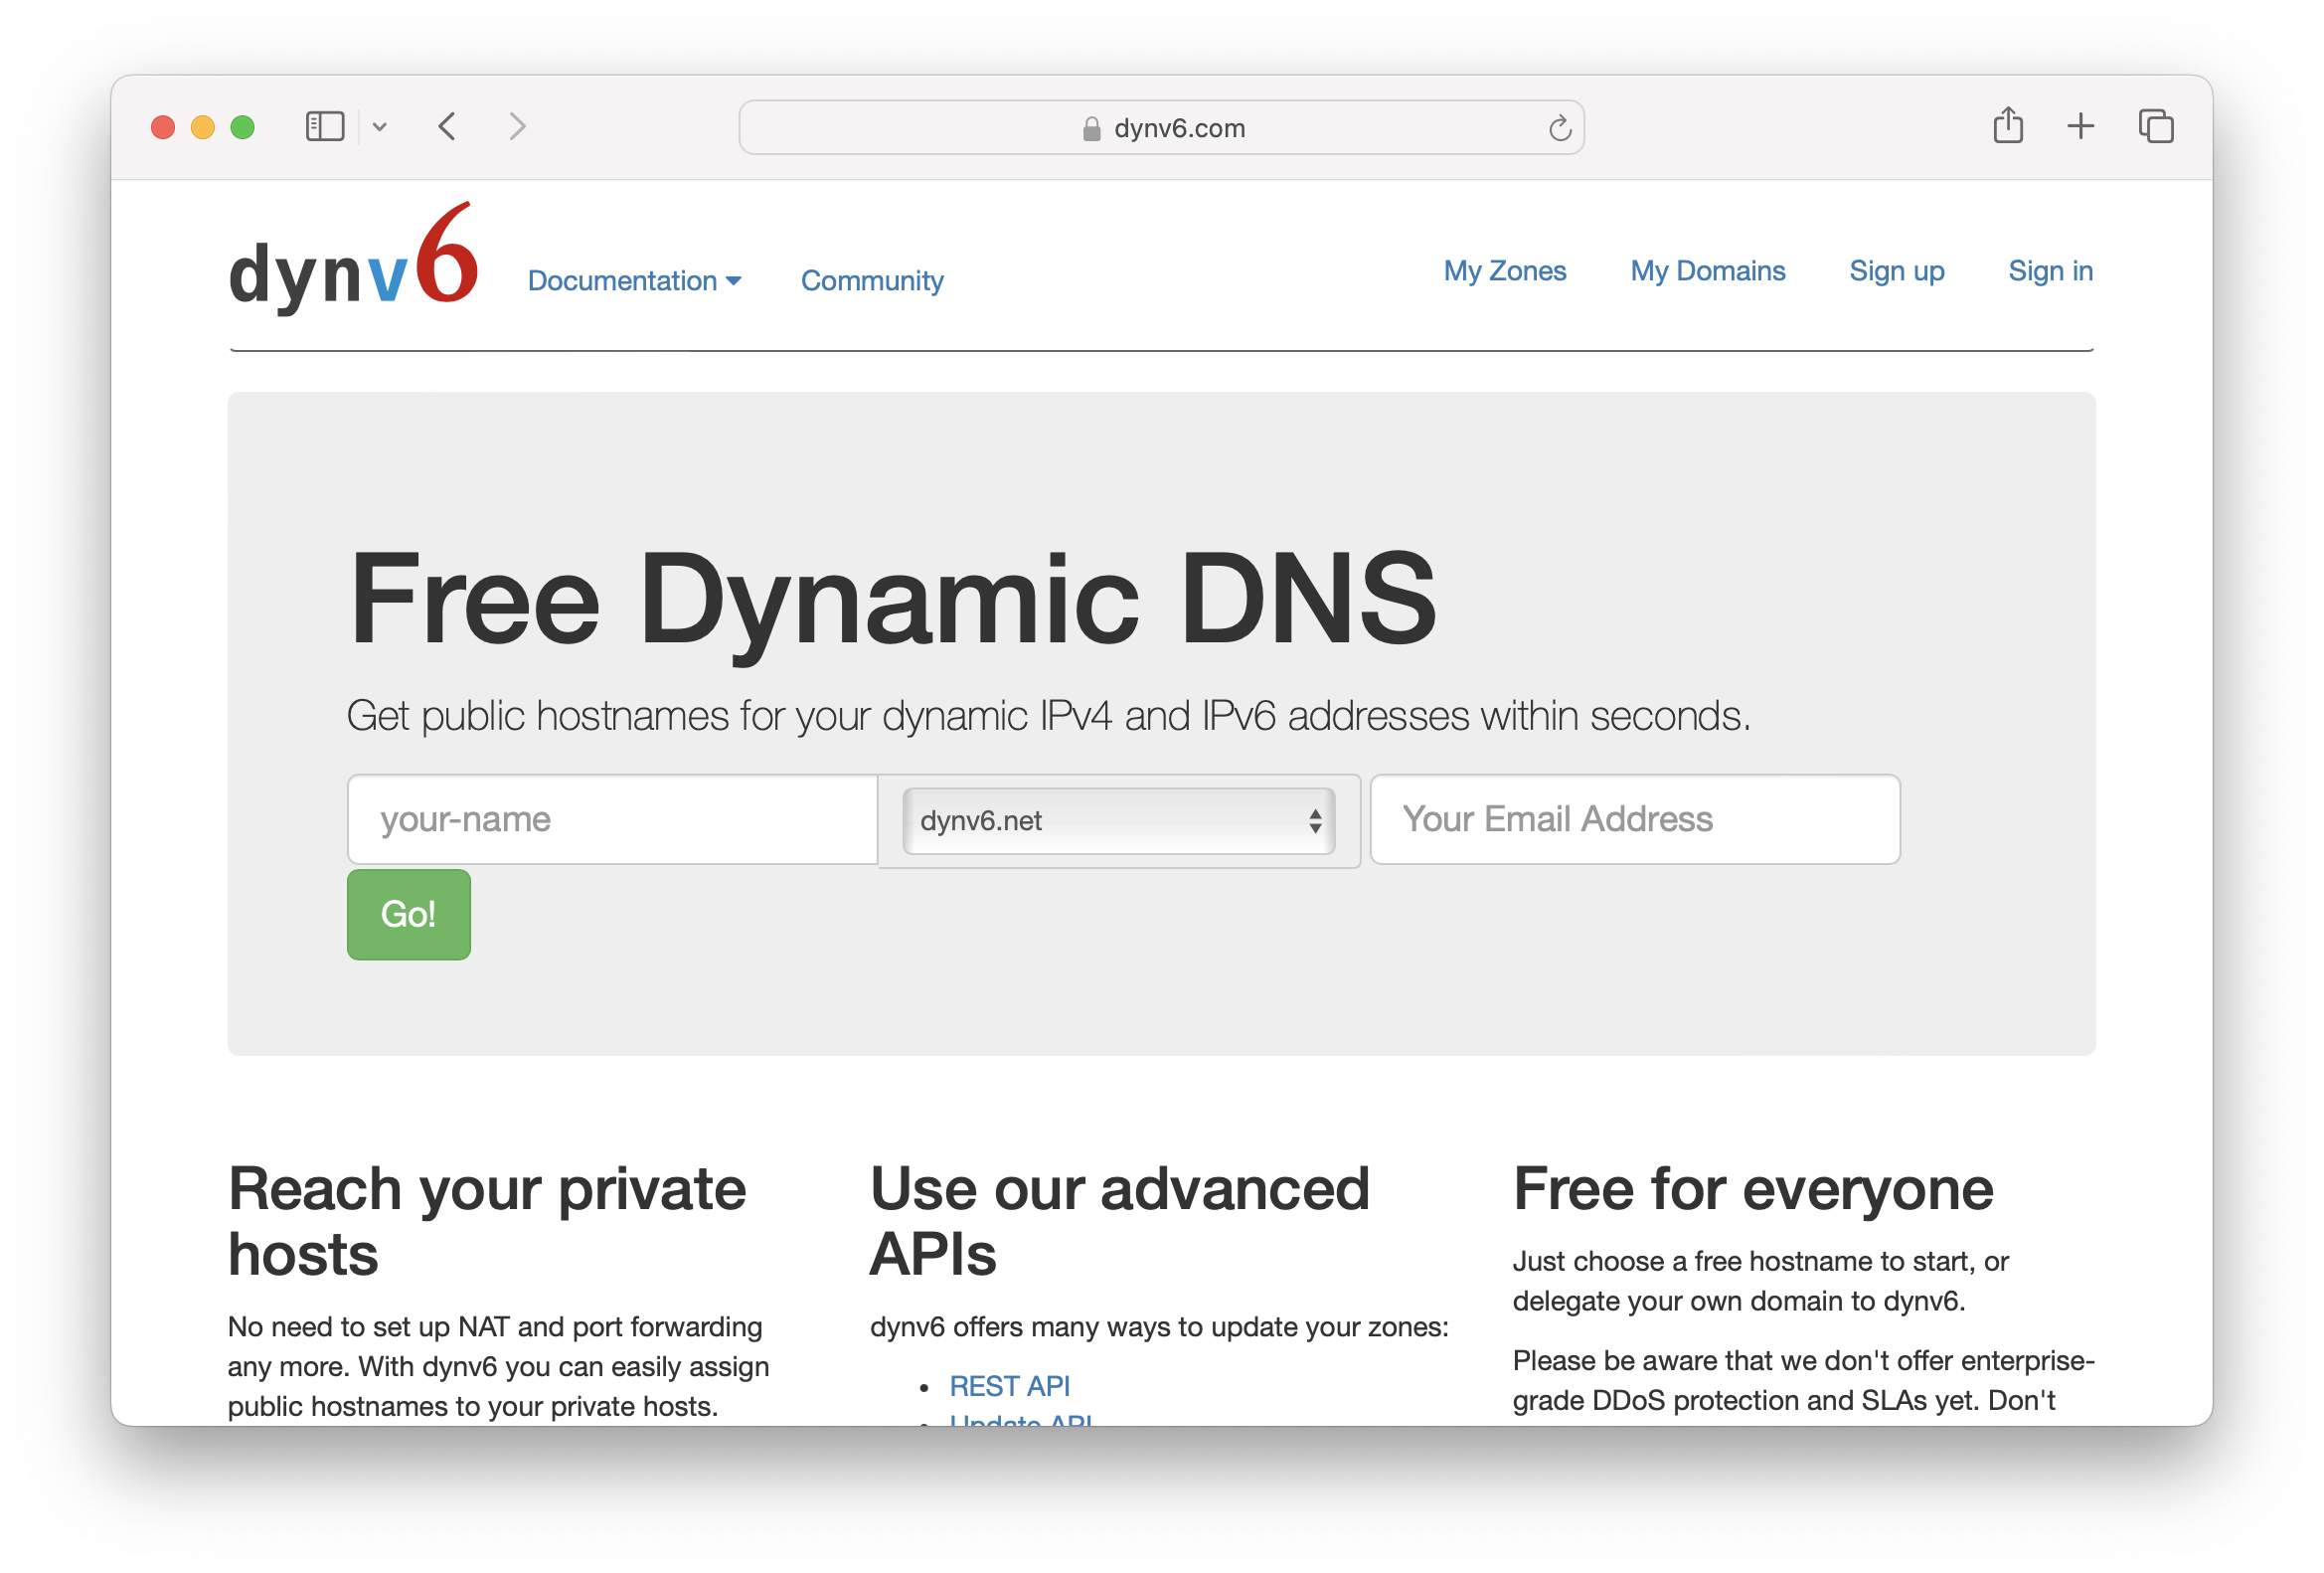 dynv6.com
dynv6
Documentation
Community
My Zones
My Domains
Sign up
Sign in
Free Dynamic DNS
Get public hostnames for your dynamic IPv4 and IPv6 addresses within seconds.
your-name
dynv6.net
Your Email Address
Go!
Reach your private
hosts
No need to set up NAT and port forwarding
any more. With dynv6 you can easily assign
public hostnames to your private hosts.
Use our advanced
APIs
dynv6 offers many ways to update your zones:
• REST API
• Update API
Free for everyone
Just choose a free hostname to start, or
delegate your own domain to dynv6.
Please be aware that we don't offer enterprise-
grade DDoS protection and SLAs yet. Don't